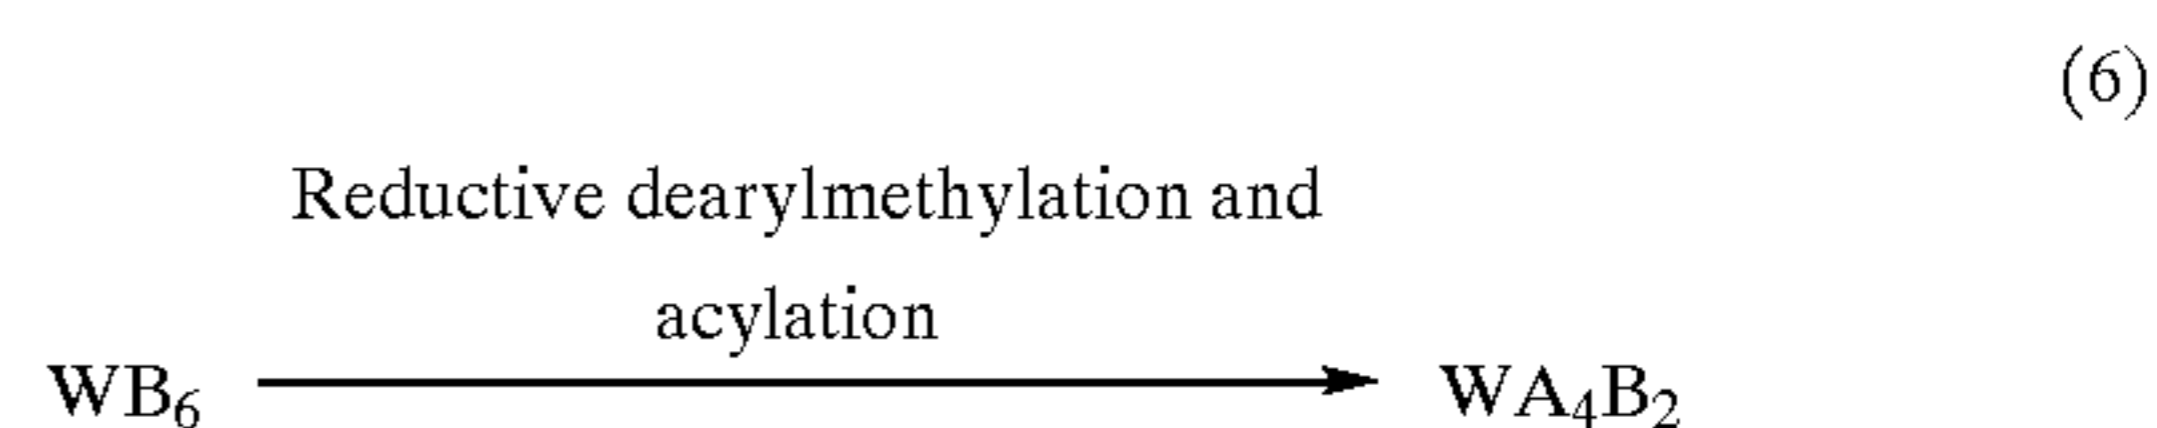 (6)
Reductive dearylmethylation and
acylation
WB₆ ⟶ WA₄B₂